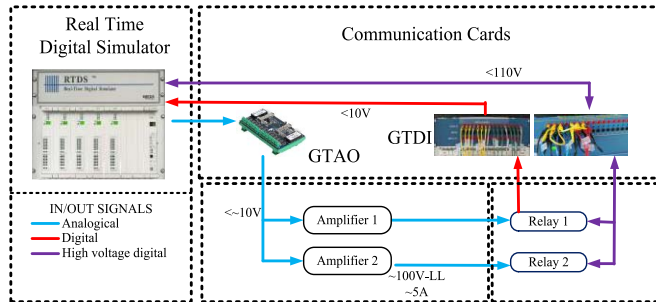 Real Time
Digital Simulator
Communication Cards
RTDS
Real-Time Digital Simulator
<110V
<10V
GTAO
GTDI
IN/OUT SIGNALS
Analogical
Digital
High voltage digital
<~10V
Amplifier 1
Amplifier 2
~100V-LL
~5A
Relay 1
Relay 2